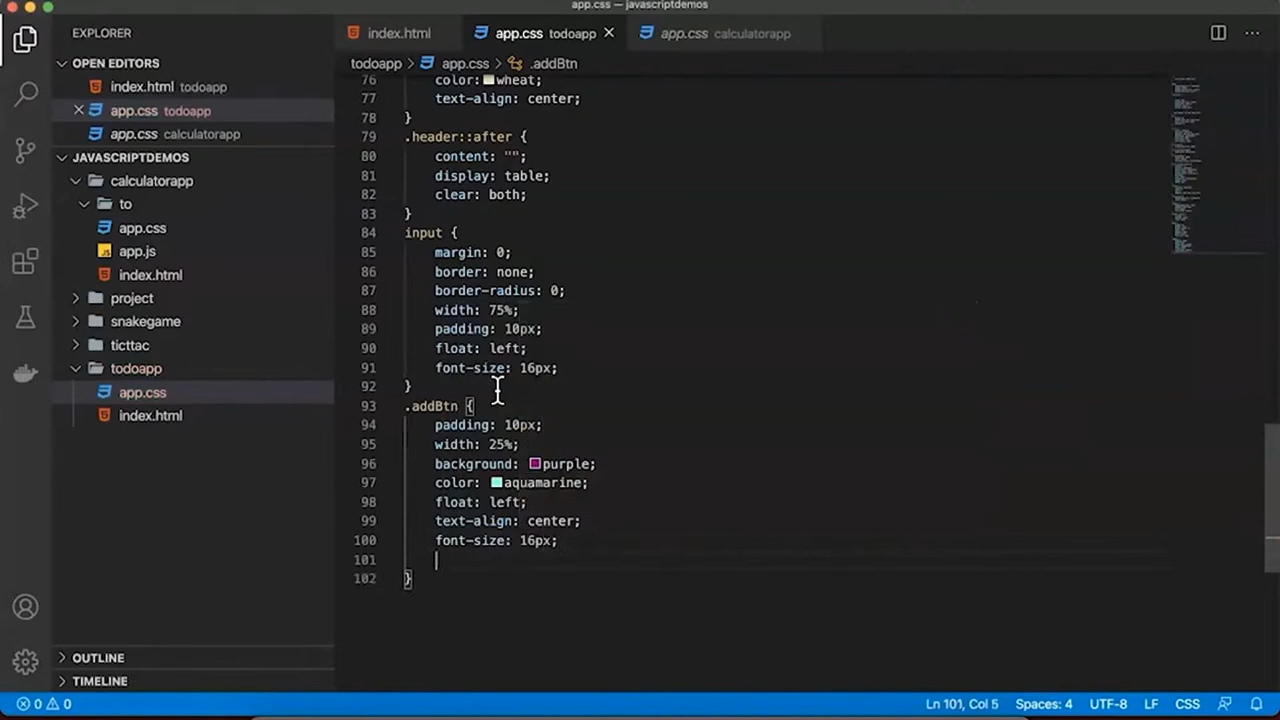 app.css — javascriptdemos
EXPLORER
OPEN EDITORS
index.html todoapp
app.css todoapp
app.css calculatorapp
JAVASCRIPTDEMOS
calculatorapp
to
app.css
app.js
index.html
project
snakegame
ticttac
todoapp
app.css
index.html
OUTLINE
TIMELINE
index.html
app.css todoapp
app.css calculatorapp
todoapp > app.css > .addBtn
76 color: wheat;
77 text-align: center;
78 }
79 .header::after {
80 content: "";
81 display: table;
82 clear: both;
83 }
84 input {
85 margin: 0;
86 border: none;
87 border-radius: 0;
88 width: 75%;
89 padding: 10px;
90 float: left;
91 font-size: 16px;
92 }
93 .addBtn {
94 padding: 10px;
95 width: 25%;
96 background: purple;
97 color: aquamarine;
98 float: left;
99 text-align: center;
100 font-size: 16px;
101
102 }
0 0 Ln 101, Col 5 Spaces: 4 UTF-8 LF CSS